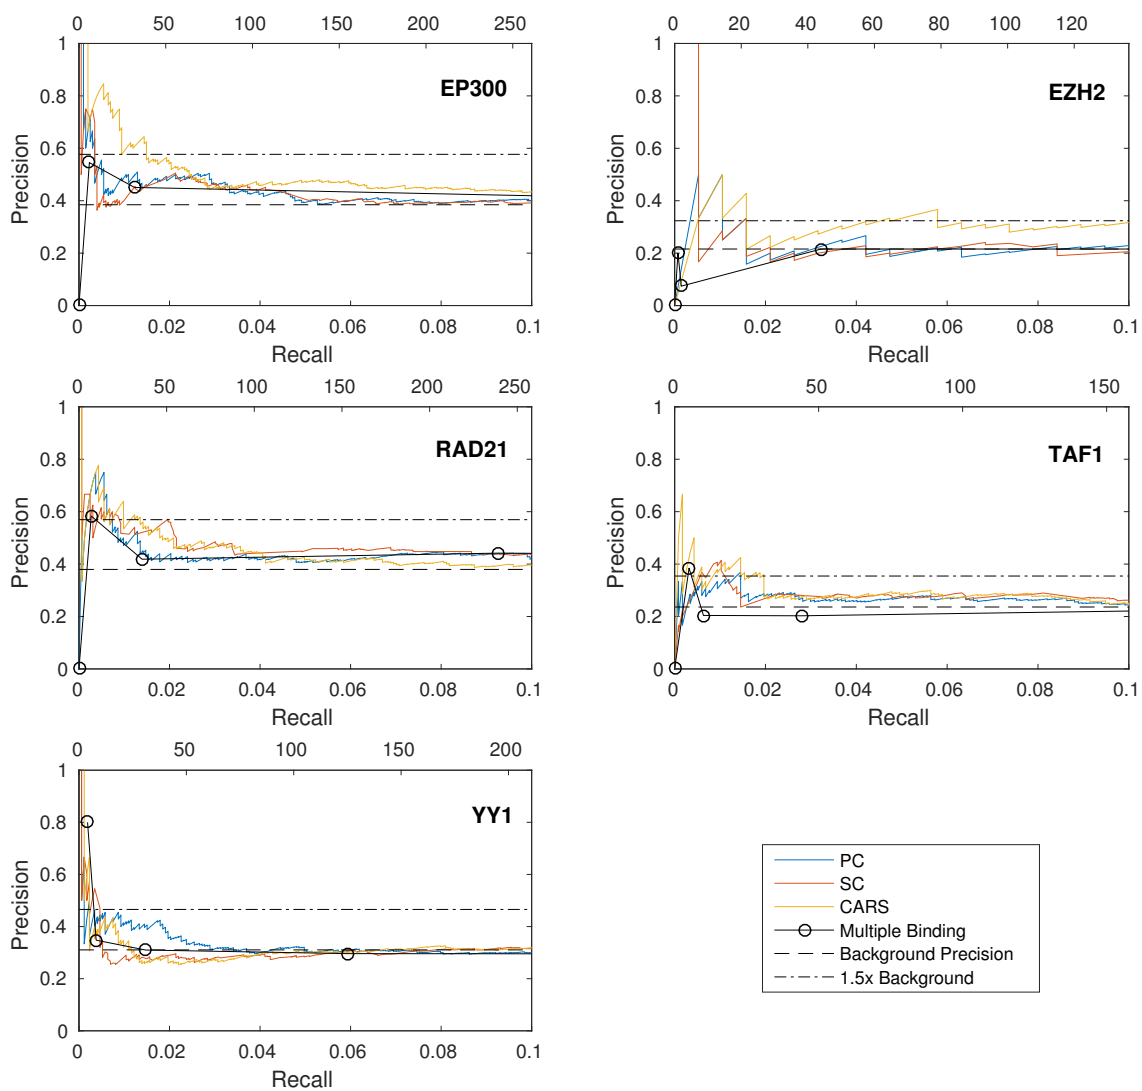 0 50 100 150 200 250
1
0.8
0.6
0.4
0.2
0
Precision
EP300
0 0.02 0.04 0.06 0.08 0.1
Recall
0 20 40 60 80 100 120
1
0.8
0.6
0.4
0.2
0
Precision
EZH2
0 0.02 0.04 0.06 0.08 0.1
Recall
0 50 100 150 200 250
1
0.8
0.6
0.4
0.2
0
Precision
RAD21
0 0.02 0.04 0.06 0.08 0.1
Recall
0 50 100 150
1
0.8
0.6
0.4
0.2
0
Precision
TAF1
0 0.02 0.04 0.06 0.08 0.1
Recall
0 50 100 150 200
1
0.8
0.6
0.4
0.2
0
Precision
YY1
0 0.02 0.04 0.06 0.08 0.1
Recall
PC
SC
CARS
Multiple Binding
Background Precision
1.5x Background